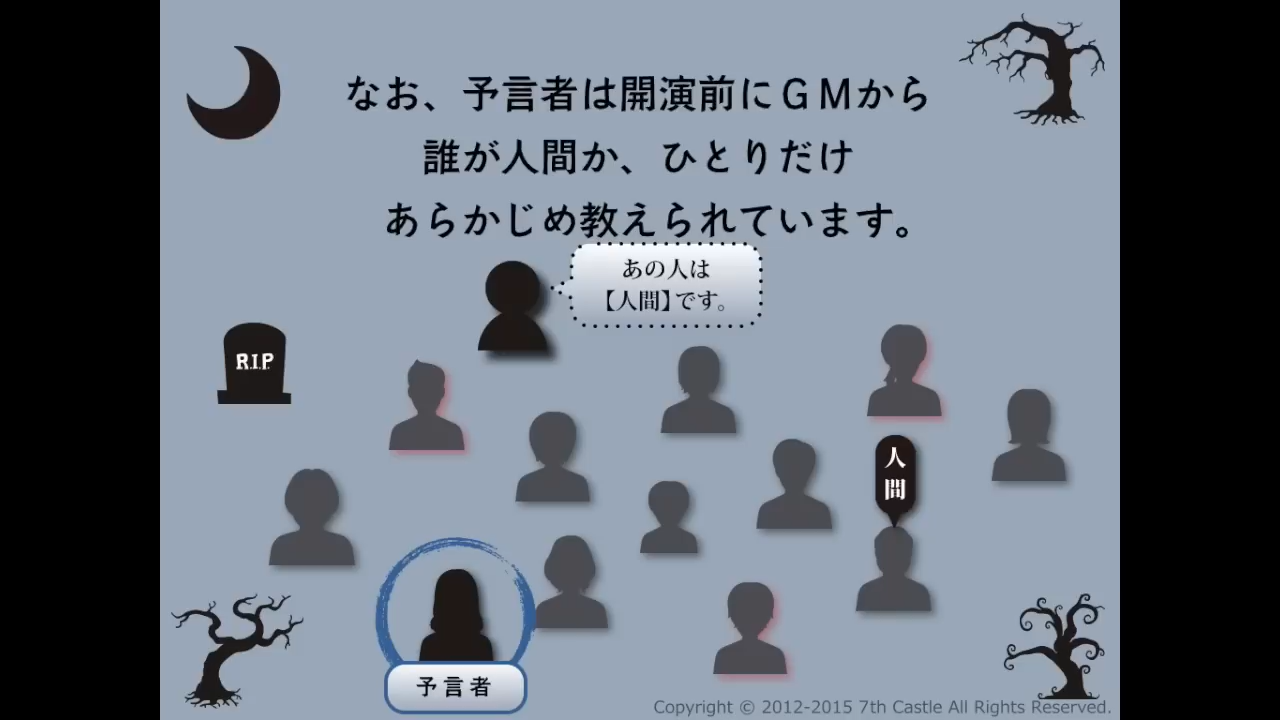 なお、予言者は開演前にＧＭから
誰が人間か、ひとりだけ
あらかじめ教えられています。
あの人は
【人間】です。
R.I.P
人間
予言者
Copyright © 2012-2015 7th Castle All Rights Reserved.